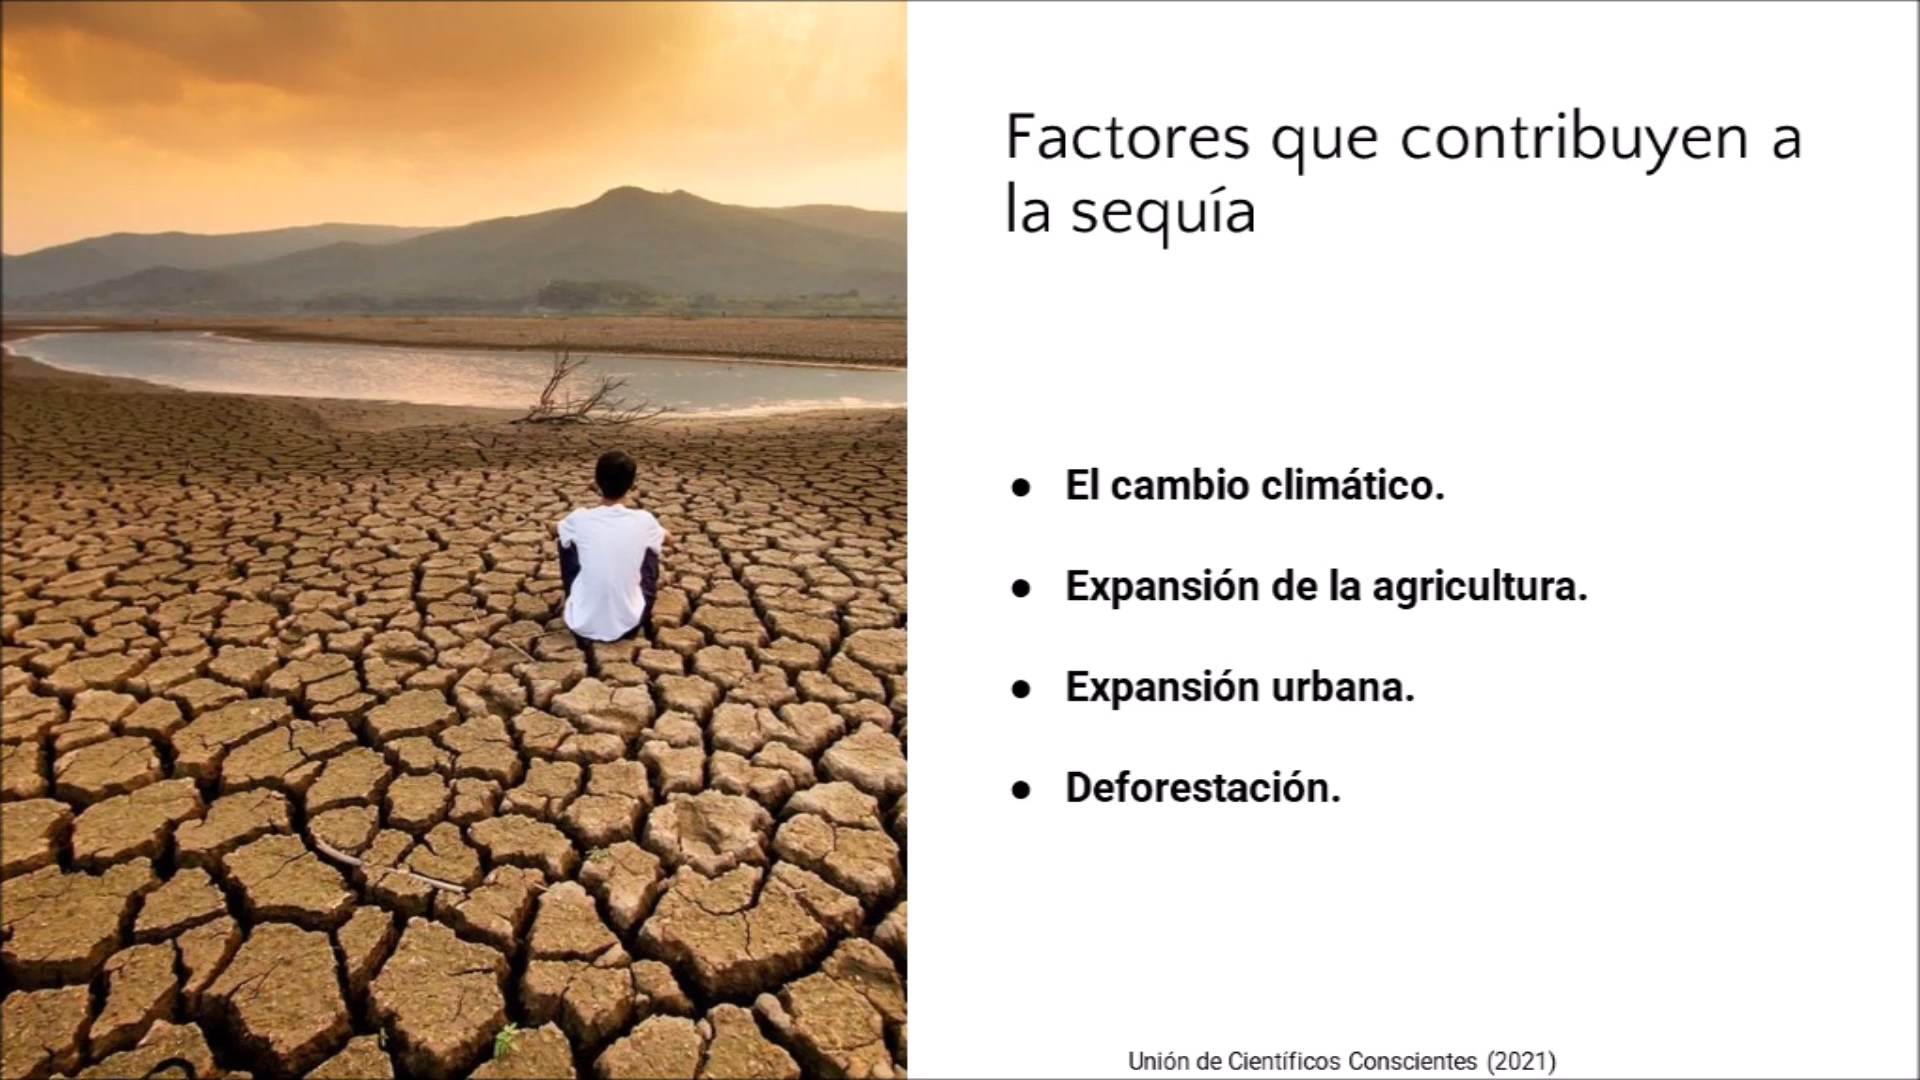 Factores que contribuyen a
la sequía
● El cambio climático.
● Expansión de la agricultura.
● Expansión urbana.
● Deforestación.
Unión de Científicos Conscientes (2021)